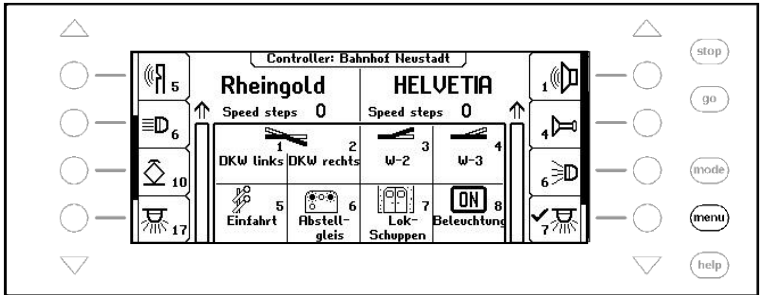 Controller: Bahnhof Neustadt
Rheingold
HELVETIA
Speed steps 0
Speed steps 0
5
6
10
17
1
4
6
7
1
DKW links
2
DKW rechts
3
W-2
4
W-3
5
Einfahrt
6
Abstell-
gleis
7
Lok-
Schuppen
ON 8
Beleuchtung
stop
go
mode
menu
help